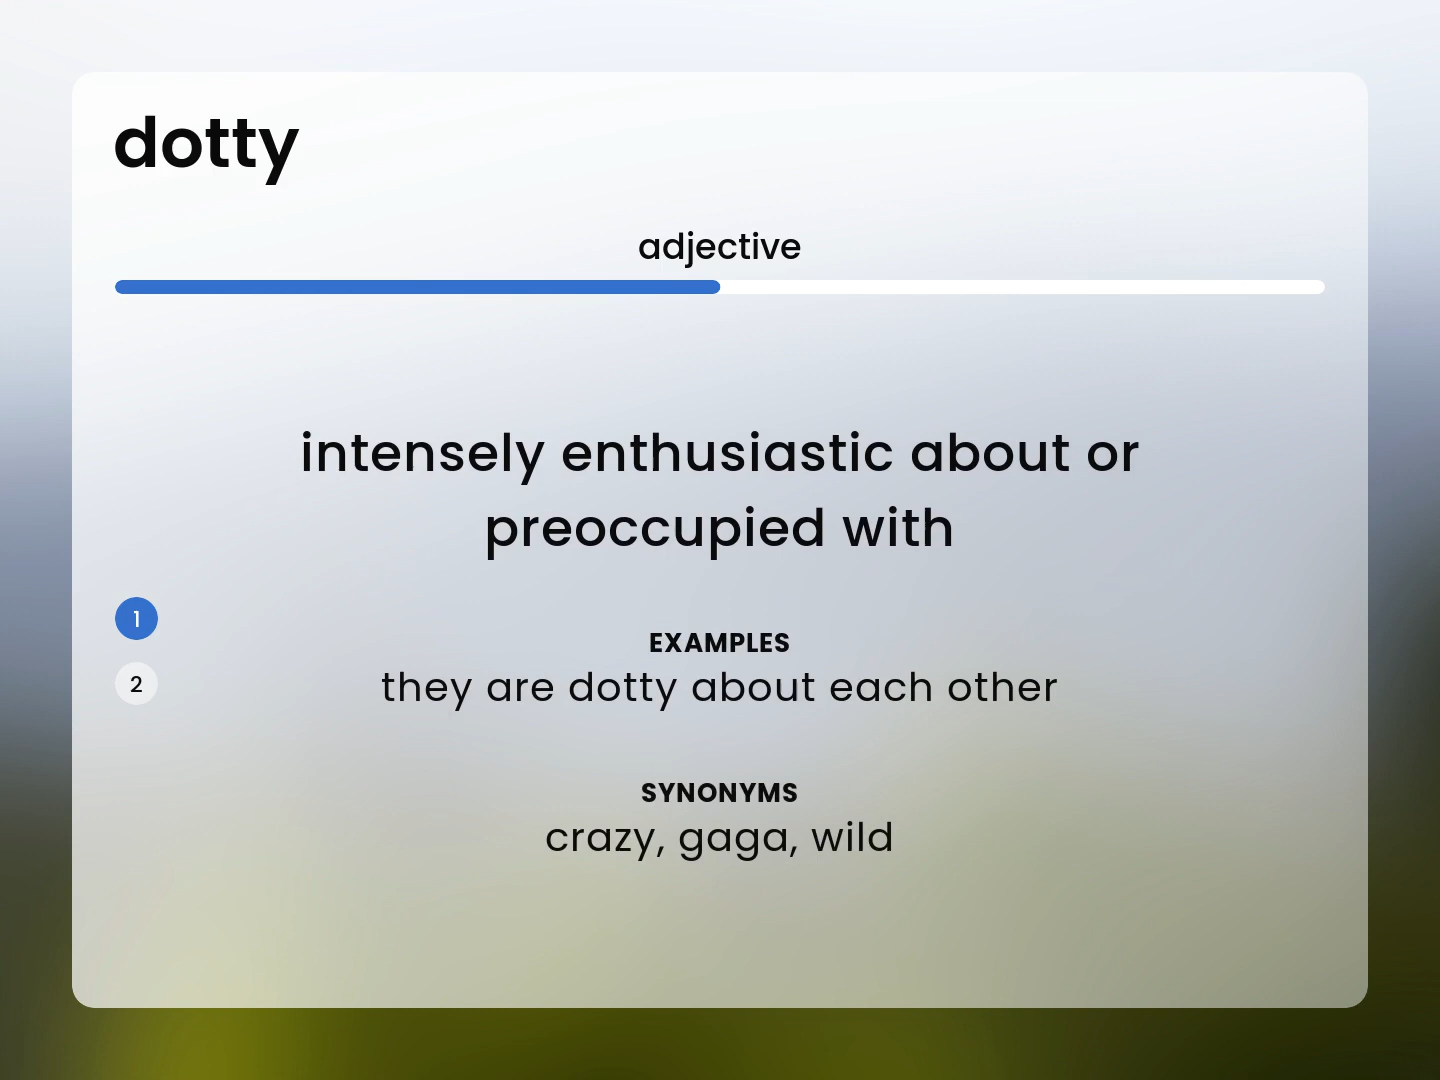 dotty
adjective
intensely enthusiastic about or
preoccupied with
1
EXAMPLES
2
they are dotty about each other
SYNONYMS
crazy, gaga, wild